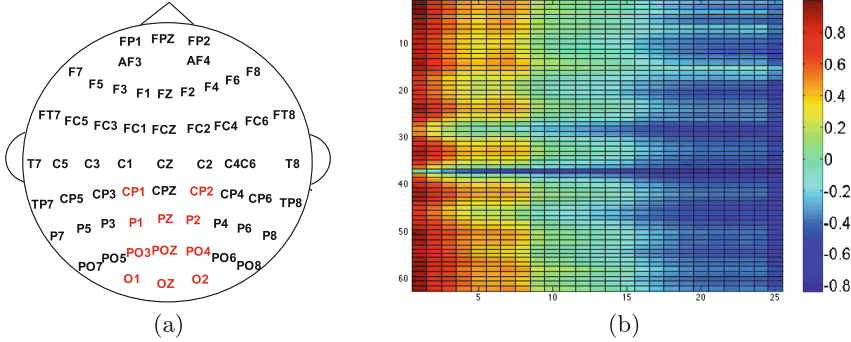 FP1 FPZ FP2
AF3 AF4
F7 F5 F3 F1 FZ F2 F4 F6 F8
FT7 FC5 FC3 FC1 FCZ FC2 FC4 FC6 FT8
T7 C5 C3 C1 CZ C2 C4C6 T8
TP7 CP5 CP3 CP1 CPZ CP2 CP4 CP6 TP8
P7 P5 P3 P1 PZ P2 P4 P6 P8
PO7 PO5 PO3 POZ PO4 PO6 PO8
O1 OZ O2
(a)
10
20
30
40
50
60
5 10 15 20 25
0.8
0.6
0.4
0.2
0
-0.2
-0.4
-0.6
-0.8
(b)